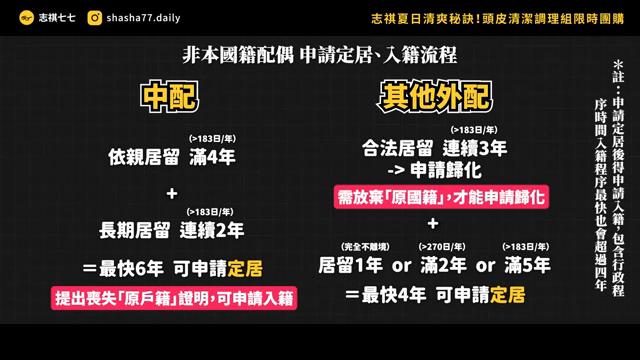 志祺七七
shasha77.daily
志祺夏日清爽秘訣！頭皮清潔調理組限時團購
非本國籍配偶 申請定居、入籍流程
中配
(>183日/年)
依親居留 滿4年
+
(>183日/年)
長期居留 連續2年
＝最快6年 可申請定居
提出喪失「原戶籍」證明，可申請入籍
其他外配
(>183日/年)
合法居留 連續3年
-> 申請歸化
需放棄「原國籍」，才能申請歸化
+
(完全不離境) (>270日/年) (>183日/年)
居留1年 or 滿2年 or 滿5年
＝最快4年 可申請定居
＊註：申請定居後得申請入籍，包含行政程
序時間入籍程序最快也會超過四年